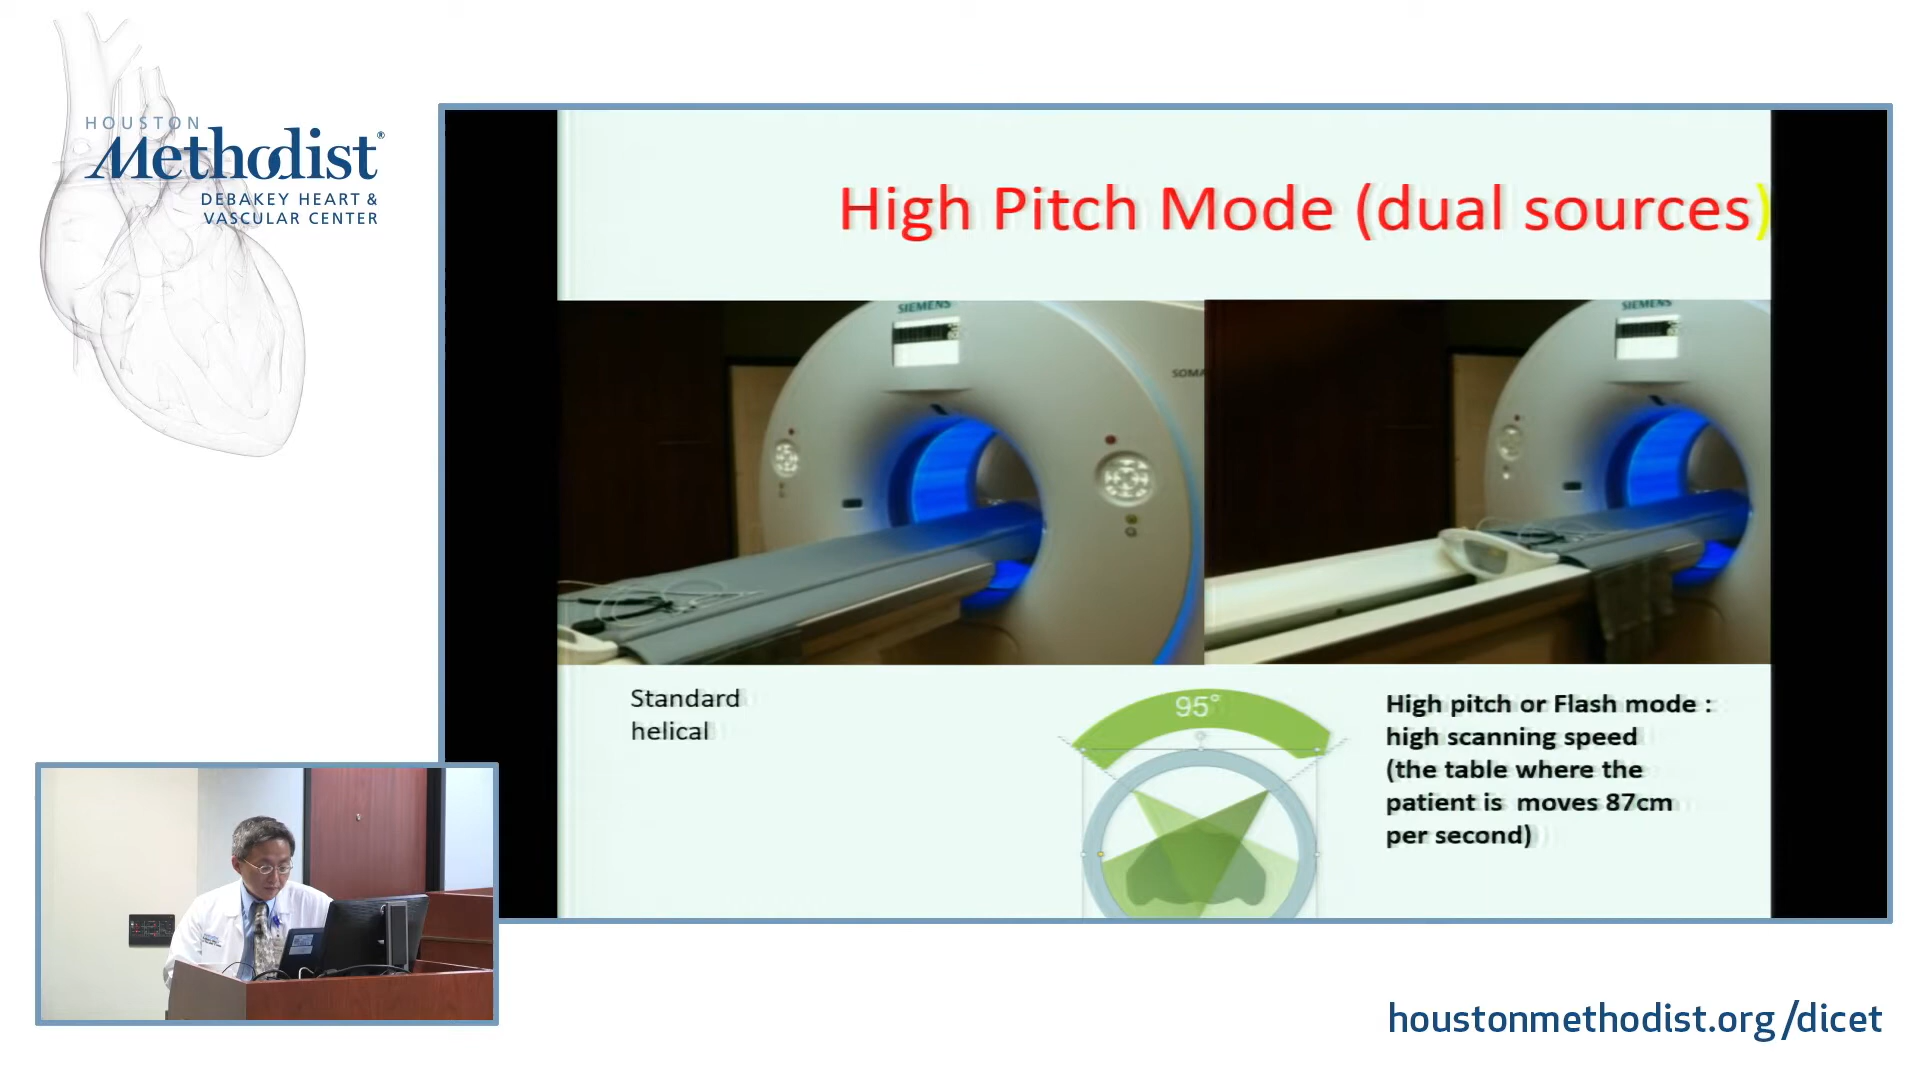 HOUSTON
Methodist®
DEBAKEY HEART &
VASCULAR CENTER
High Pitch Mode (dual sources)
SIEMENS
SIEMENS
SOMA
Standard
helical
95°
High pitch or Flash mode :
high scanning speed
(the table where the
patient is moves 87cm
per second)
houstonmethodist.org/dicet